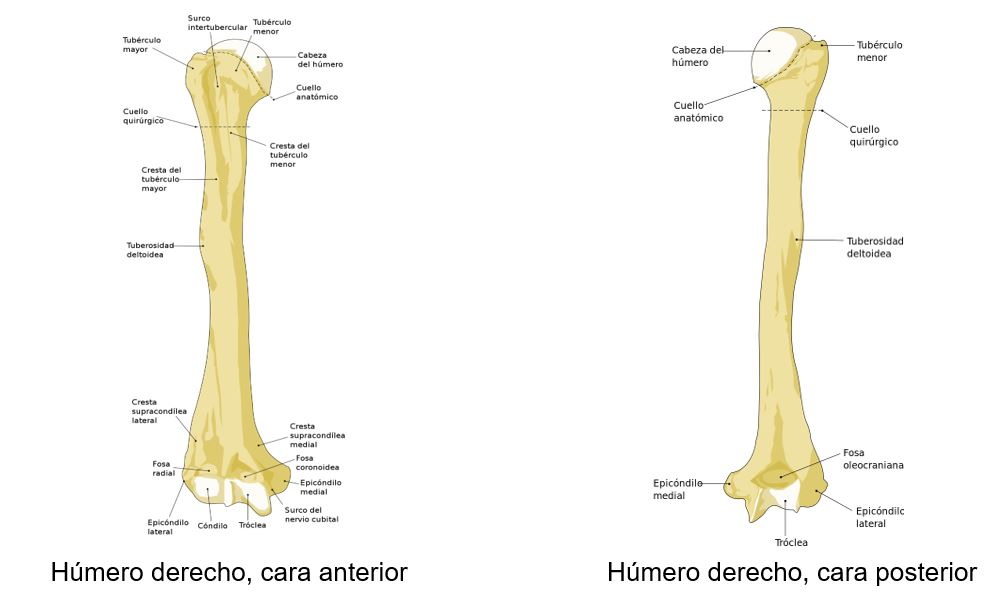 Surco
intertubercular
Tubérculo
menor
Tubérculo
mayor
Cabeza
del húmero
Cuello
anatómico
Cuello
quirúrgico
Cresta del
tubérculo
menor
Cresta del
tubérculo
mayor
Tuberosidad
deltoidea
Cresta
supracondílea
lateral
Cresta
supracondílea
medial
Fosa
radial
Fosa
coronoidea
Epicóndilo
medial
Surco del
nervio cubital
Epicóndilo
lateral
Cóndilo
Tróclea
Húmero derecho, cara anterior
Cabeza del
húmero
Tubérculo
menor
Cuello
anatómico
Cuello
quirúrgico
Tuberosidad
deltoidea
Fosa
oleocraniana
Epicóndilo
medial
Epicóndilc
lateral
Tróclea
Húmero derecho, cara posterior